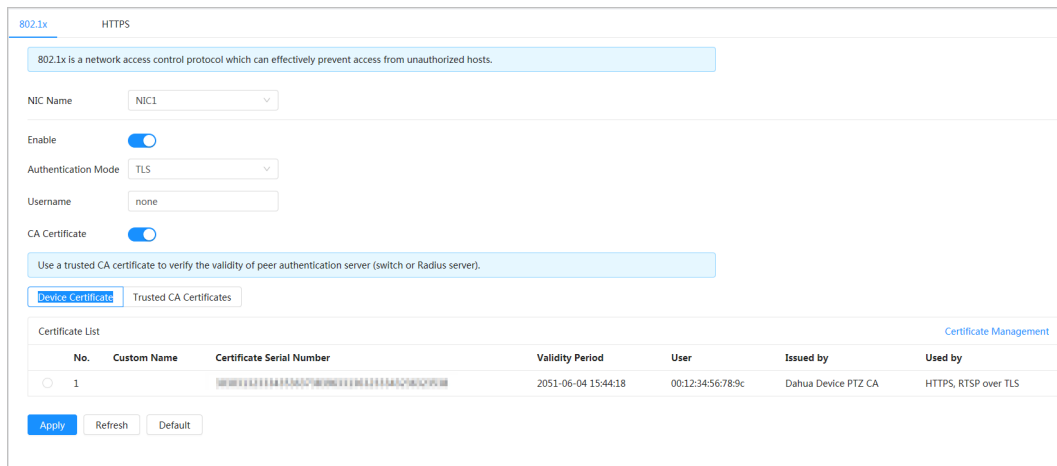 802.1x HTTPS
802.1x is a network access control protocol which can effectively prevent access from unauthorized hosts.
NIC Name NIC1
Enable
Authentication Mode TLS
Username none
CA Certificate
Use a trusted CA certificate to verify the validity of peer authentication server (switch or Radius server).
Device Certificate Trusted CA Certificates
Certificate List Certificate Management
No. Custom Name Certificate Serial Number Validity Period User Issued by Used by
1 2051-06-04 15:44:18 00:12:34:56:78:9c Dahua Device PTZ CA HTTPS, RTSP over TLS
Apply Refresh Default